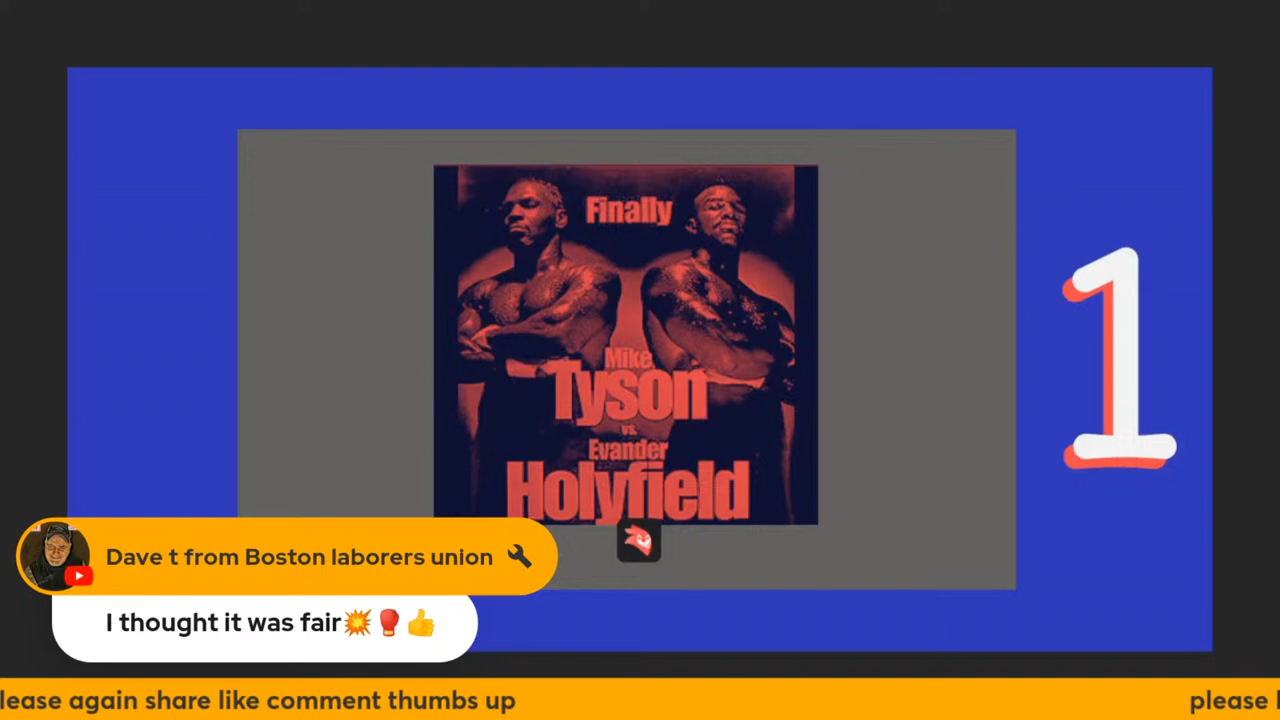 Finally
Mike
Tyson
vs.
Evander
Holyfield
1
Dave t from Boston laborers union 🔧
I thought it was fair💥🥊👍
lease again share like comment thumbs up
please